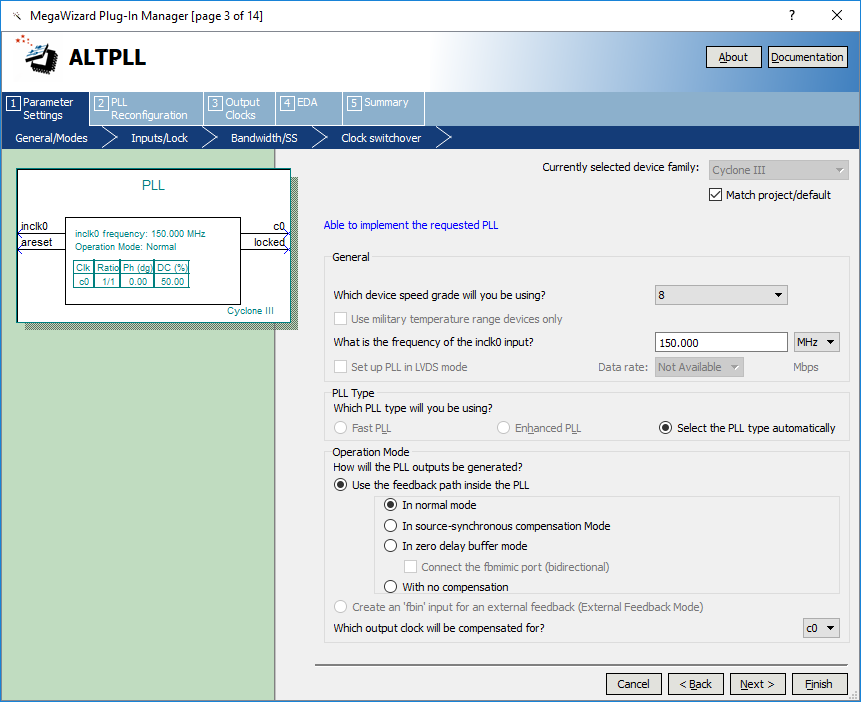 MegaWizard Plug-In Manager [page 3 of 14]
?
ALTPLL
About
Documentation
1 Parameter Settings
2 PLL Reconfiguration
3 Output Clocks
4 EDA
5 Summary
General/Modes
Inputs/Lock
Bandwidth/SS
Clock switchover
PLL
inclk0
areset
c0
locked
inclk0 frequency: 150.000 MHz
Operation Mode: Normal
Clk Ratio Ph (dg) DC (%)
c0 1/1 0.00 50.00
Cyclone III
Currently selected device family:
Cyclone III
Match project/default
Able to implement the requested PLL
General
Which device speed grade will you be using?
8
Use military temperature range devices only
What is the frequency of the inclk0 input?
150.000
MHz
Set up PLL in LVDS mode
Data rate:
Not Available
Mbps
PLL Type
Which PLL type will you be using?
Fast PLL
Enhanced PLL
Select the PLL type automatically
Operation Mode
How will the PLL outputs be generated?
Use the feedback path inside the PLL
In normal mode
In source-synchronous compensation Mode
In zero delay buffer mode
Connect the fbmimic port (bidirectional)
With no compensation
Create an 'fbin' input for an external feedback (External Feedback Mode)
Which output clock will be compensated for?
c0
Cancel
< Back
Next >
Finish